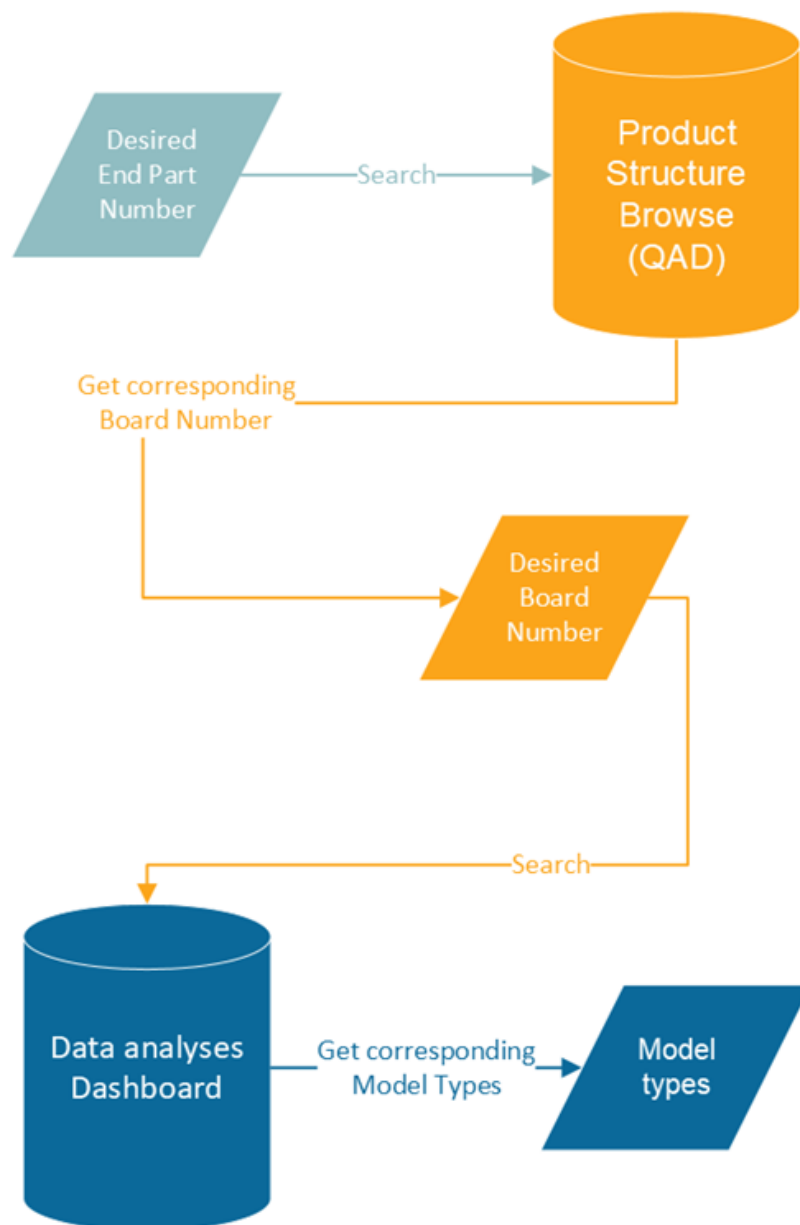 Desired
End Part
Number
Search
Product
Structure
Browse
(QAD)
Get corresponding
Board Number
Desired
Board
Number
Search
Data analyses
Dashboard
Get corresponding
Model Types
Model
types